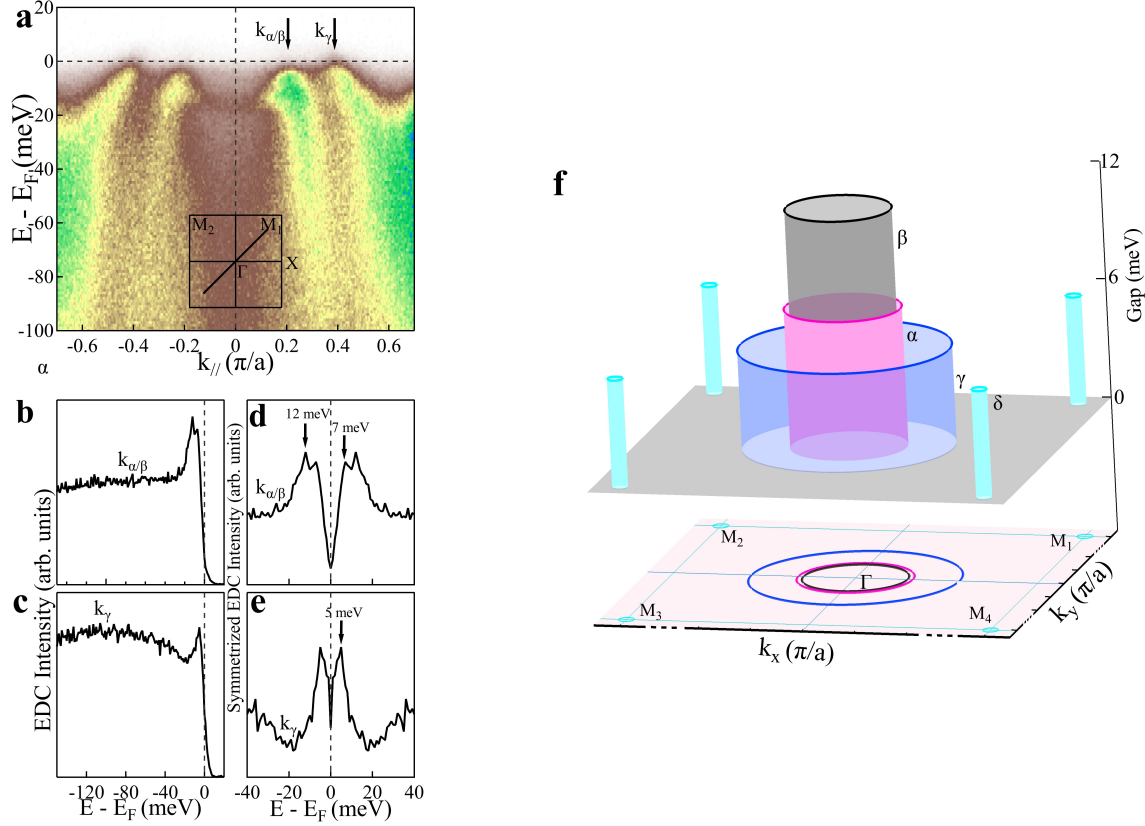 a
20
0
-20
-40
-60
-80
-100
E - E_F (meV)
k_α/β
k_γ
M₂
M₁
Γ
X
-0.6
-0.4
-0.2
0
0.2
0.4
0.6
k_// (π/a)
α
b
k_α/β
c
k_γ
EDC Intensity (arb. units)
-120
-80
-40
0
E - E_F (meV)
d
12 meV
7 meV
k_α/β
e
5 meV
k_γ
Symmetrized EDC Intensity (arb. units)
-40
-20
0
20
40
E - E_F (meV)
f
12
6
0
Gap (meV)
β
α
γ
δ
M₂
M₁
Γ
M₃
M₄
k_x (π/a)
k_y (π/a)